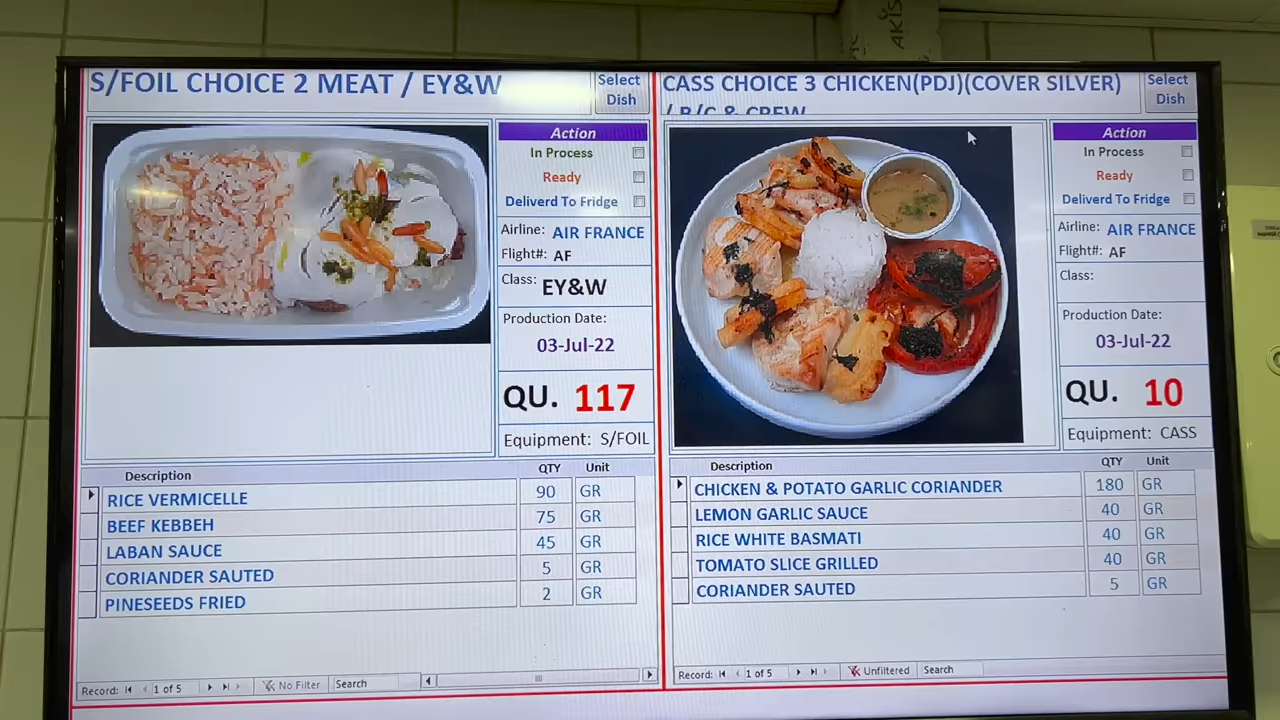 AKİS
S/FOIL CHOICE 2 MEAT / EY&W
Select Dish
Action
In Process
Ready
Deliverd To Fridge
Airline: AIR FRANCE
Flight#: AF
Class: EY&W
Production Date:
03-Jul-22
QU. 117
Equipment: S/FOIL
Description QTY Unit
RICE VERMICELLE 90 GR
BEEF KEBBEH 75 GR
LABAN SAUCE 45 GR
CORIANDER SAUTED 5 GR
PINESEEDS FRIED 2 GR
Record: 1 of 5 No Filter Search
CASS CHOICE 3 CHICKEN(PDJ)(COVER SILVER)
/ B/C & CREW
Select Dish
Action
In Process
Ready
Deliverd To Fridge
Airline: AIR FRANCE
Flight#: AF
Class:
Production Date:
03-Jul-22
QU. 10
Equipment: CASS
Description QTY Unit
CHICKEN & POTATO GARLIC CORIANDER 180 GR
LEMON GARLIC SAUCE 40 GR
RICE WHITE BASMATI 40 GR
TOMATO SLICE GRILLED 40 GR
CORIANDER SAUTED 5 GR
Record: 1 of 5 Unfiltered Search